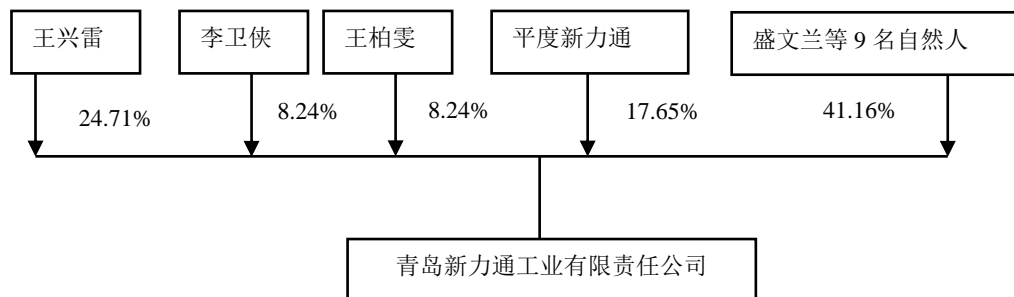 王兴雷 李卫侠 王柏雯 平度新力通 盛文兰等 9 名自然人
24.71% 8.24% 8.24% 17.65% 41.16%
青岛新力通工业有限责任公司